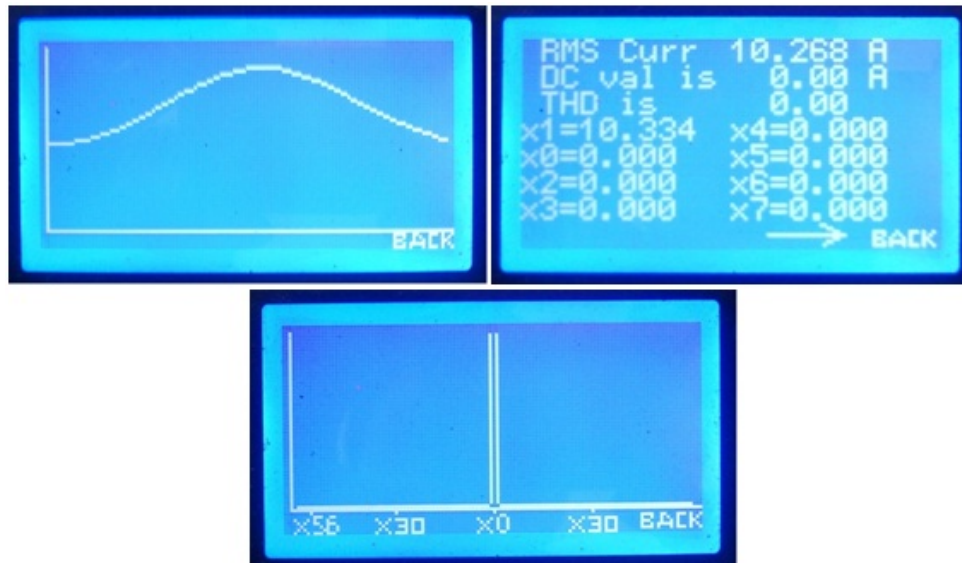 BACK
RMS Curr 10.268 A
DC val is 0.00 A
THD is 0.00
x1=10.334 x4=0.000
x0=0.000 x5=0.000
x2=0.000 x6=0.000
x3=0.000 x7=0.000
BACK
x56 x30 x0 x30 BACK